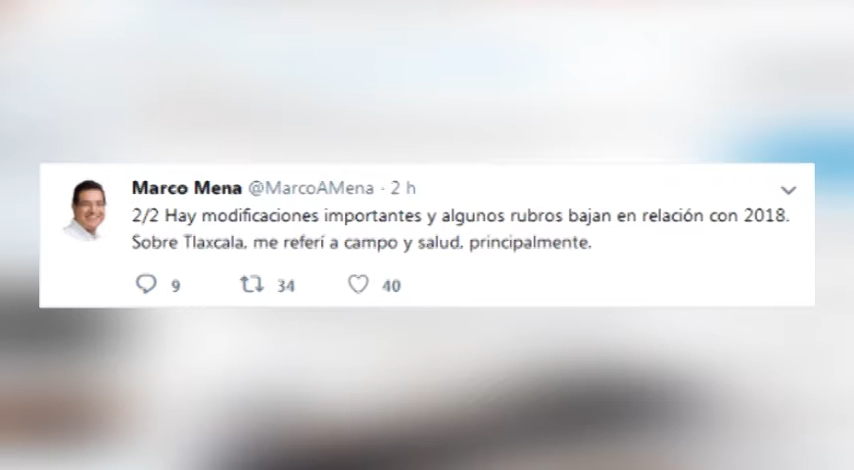 Marco Mena @MarcoAMena · 2 h
2/2 Hay modificaciones importantes y algunos rubros bajan en relación con 2018.
Sobre Tlaxcala, me referí a campo y salud, principalmente.
9 34 40